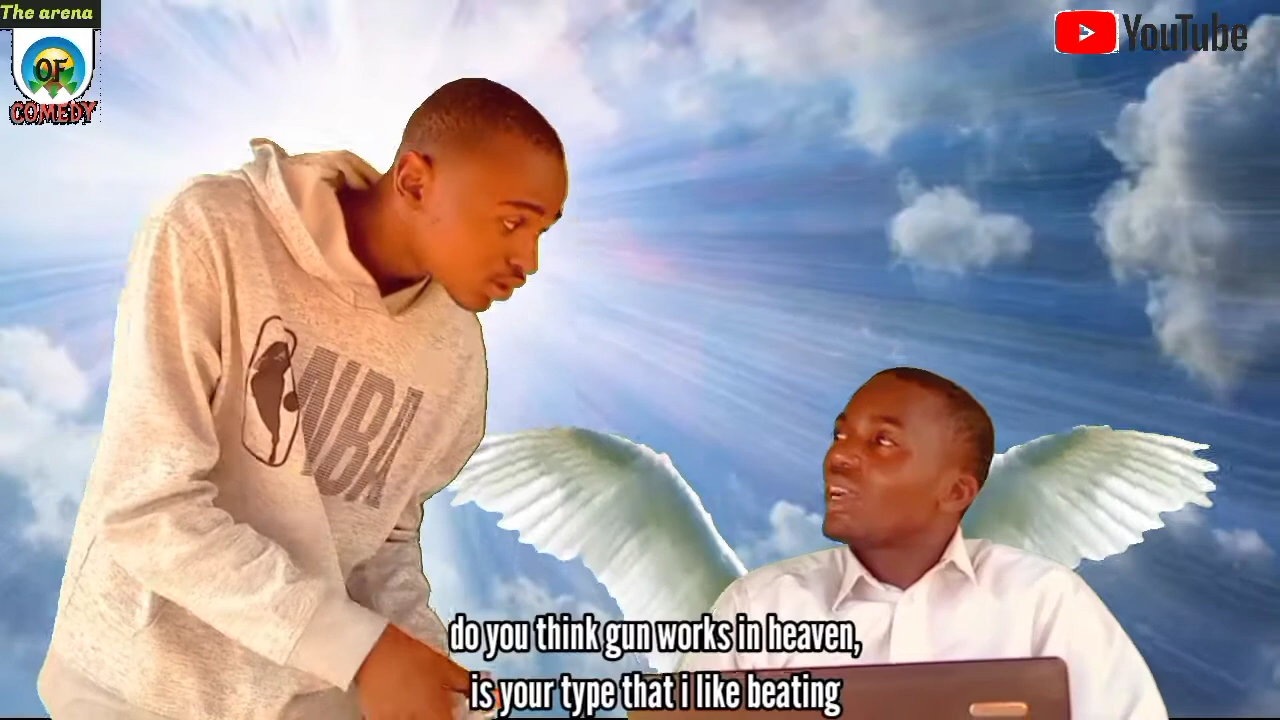 The arena
OF
COMEDY
YouTube
NBA
do you think gun works in heaven,
is your type that i like beating